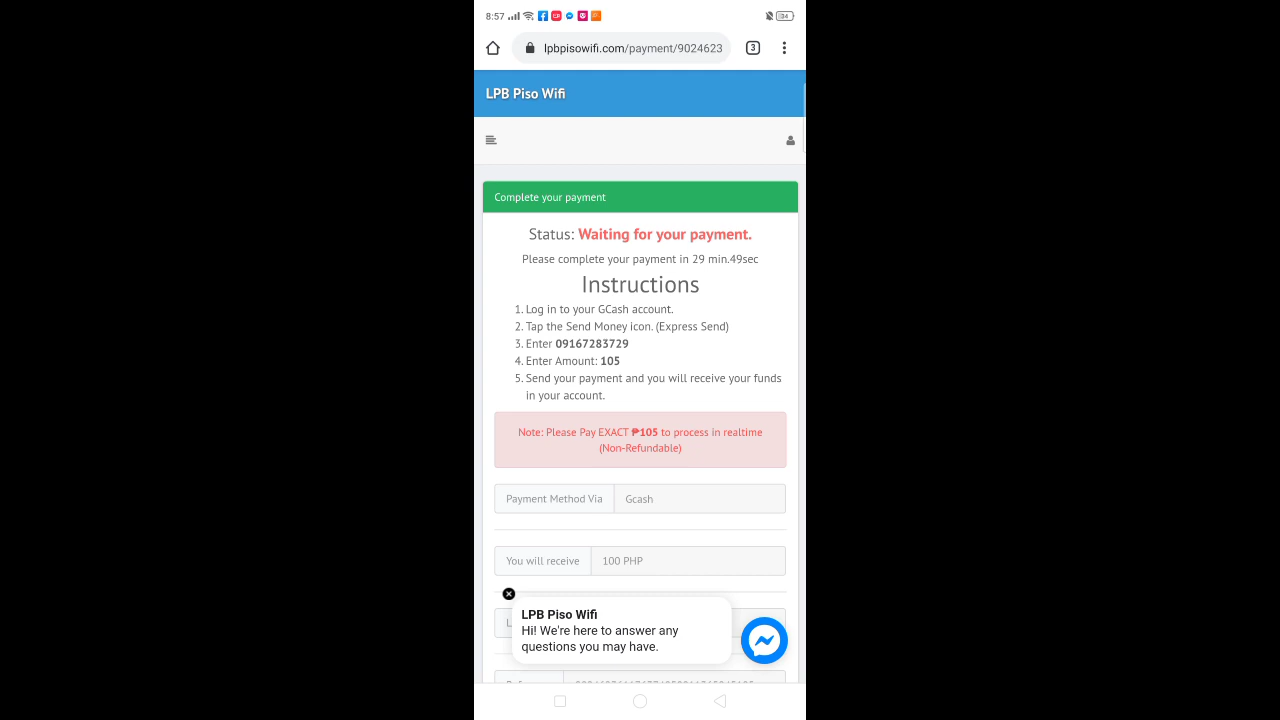 8:57
34
lpbpisowifi.com/payment/9024623
3
LPB Piso Wifi
Complete your payment
Status: Waiting for your payment.
Please complete your payment in 29 min.49sec
Instructions
1. Log in to your GCash account.
2. Tap the Send Money icon. (Express Send)
3. Enter 09167283729
4. Enter Amount: 105
5. Send your payment and you will receive your funds
in your account.
Note: Please Pay EXACT ₱105 to process in realtime
(Non-Refundable)
Payment Method Via Gcash
You will receive 100 PHP
LPB Piso Wifi
Hi! We're here to answer any
questions you may have.